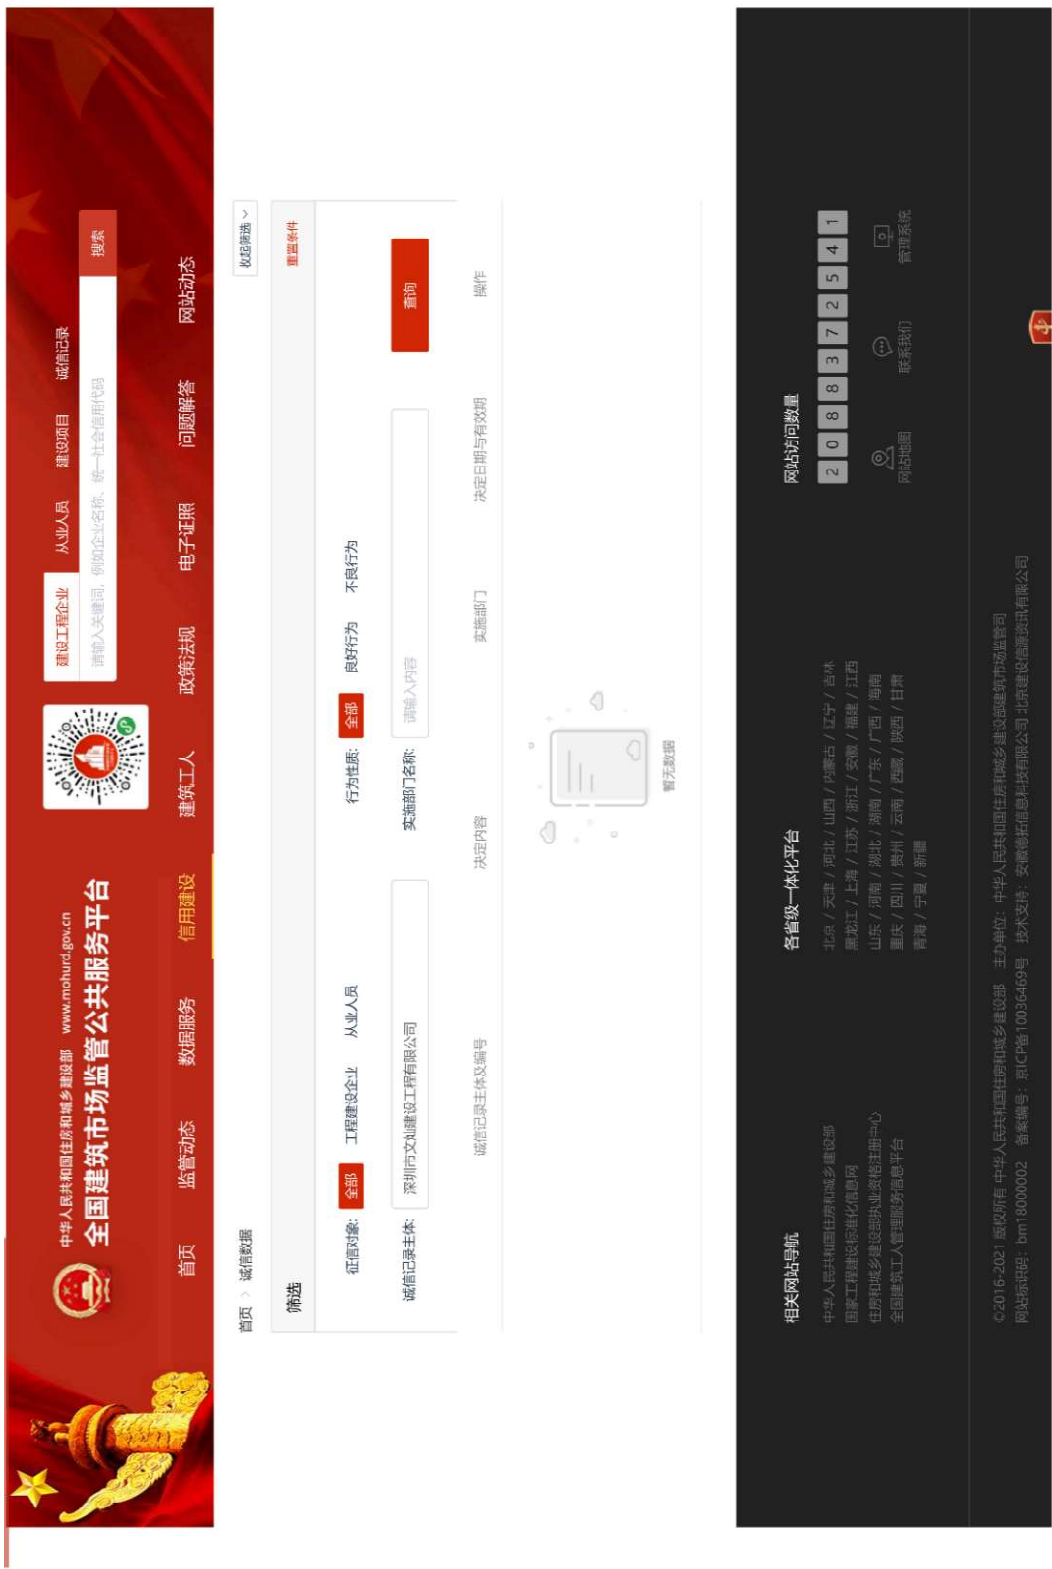 中华人民共和国住房和城乡建设部 www.mohurd.gov.cn
全国建筑市场监管公共服务平台
建设工程企业 从业人员 建设项目 诚信记录
请输入关键词，例如企业名称、统一社会信用代码 搜索
首页 监管动态 数据服务 信用建设 建筑工人 政策法规 电子证照 问题解答 网站动态
首页 > 诚信数据 收起筛选
筛选 重置条件
征信对象: 全部 工程建设企业 从业人员 行为性质: 全部 良好行为 不良行为
诚信记录主体: 深圳市文灿建设工程有限公司 实施部门名称: 请输入内容 查询
诚信记录主体及编号 决定内容 实施部门 决定日期与有效期 操作
暂无数据
相关网站导航 各省级一体化平台 网站访问数量
中华人民共和国住房和城乡建设部 北京 / 天津 / 河北 / 山西 / 内蒙古 / 辽宁 / 吉林 2 0 8 8 3 7 2 5 4 1
国家工程建设标准化信息网 黑龙江 / 上海 / 江苏 / 浙江 / 安徽 / 福建 / 江西
住房和城乡建设部执业资格注册中心 山东 / 河南 / 湖北 / 湖南 / 广东 / 广西 / 海南
全国建筑工人管理服务信息平台 重庆 / 四川 / 贵州 / 云南 / 西藏 / 陕西 / 甘肃 网站地图 联系我们 管理系统
青海 / 宁夏 / 新疆
©2016-2021 版权所有 中华人民共和国住房和城乡建设部 主办单位：中华人民共和国住房和城乡建设部建筑市场监管司
网站标识码：bm18000002 备案编号：京ICP备10036469号 技术支持：安徽德拓信息科技有限公司 北京建设信源资讯有限公司